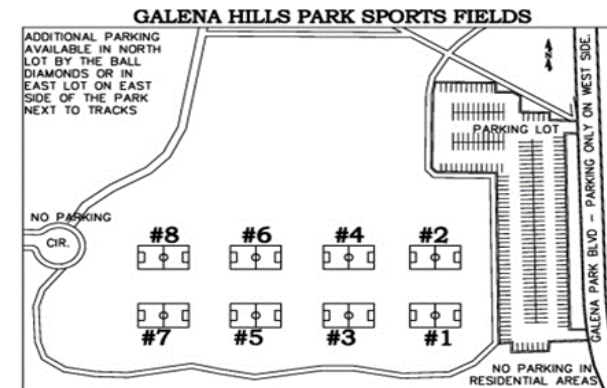 GALENA HILLS PARK SPORTS FIELDS
ADDITIONAL PARKING
AVAILABLE IN NORTH
LOT BY THE BALL
DIAMONDS OR IN
EAST LOT ON EAST
SIDE OF THE PARK
NEXT TO TRACKS
PARKING LOT
GALENA PARK BLVD - PARKING ONLY ON WEST SIDE.
NO PARKING
CIR.
#8 #6 #4 #2
#7 #5 #3 #1
NO PARKING IN
RESIDENTIAL AREAS